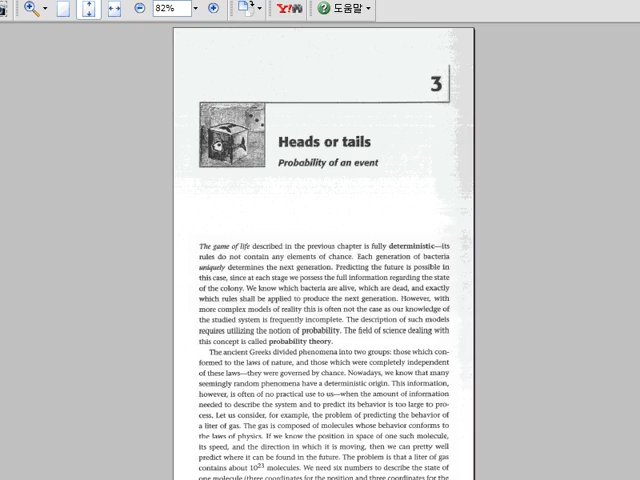 82%
Y!
도움말
3
Heads or tails
Probability of an event
The game of life described in the previous chapter is fully deterministic—its
rules do not contain any elements of chance. Each generation of bacteria
uniquely determines the next generation. Predicting the future is possible in
this case, since at each stage we possess the full information regarding the state
of the colony. We know which bacteria are alive, which are dead, and exactly
which rules shall be applied to produce the next generation. However, with
more complex models of reality this is often not the case as our knowledge of
the studied system is frequently incomplete. The description of such models
requires utilizing the notion of probability. The field of science dealing with
this concept is called probability theory.
The ancient Greeks divided phenomena into two groups: those which con-
formed to the laws of nature, and those which were completely independent
of these laws—they were governed by chance. Nowadays, we know that many
seemingly random phenomena have a deterministic origin. This information,
however, is often of no practical use to us—when the amount of information
needed to describe the system and to predict its behavior is too large to pro-
cess. Let us consider, for example, the problem of predicting the behavior of
a liter of gas. The gas is composed of molecules whose behavior conforms to
the laws of physics. If we know the position in space of one such molecule,
its speed, and the direction in which it is moving, then we can pretty well
predict where it can be found in the future. The problem is that a liter of gas
contains about 10²³ molecules. We need six numbers to describe the state of
one molecule (three coordinates for the position and three coordinates for the